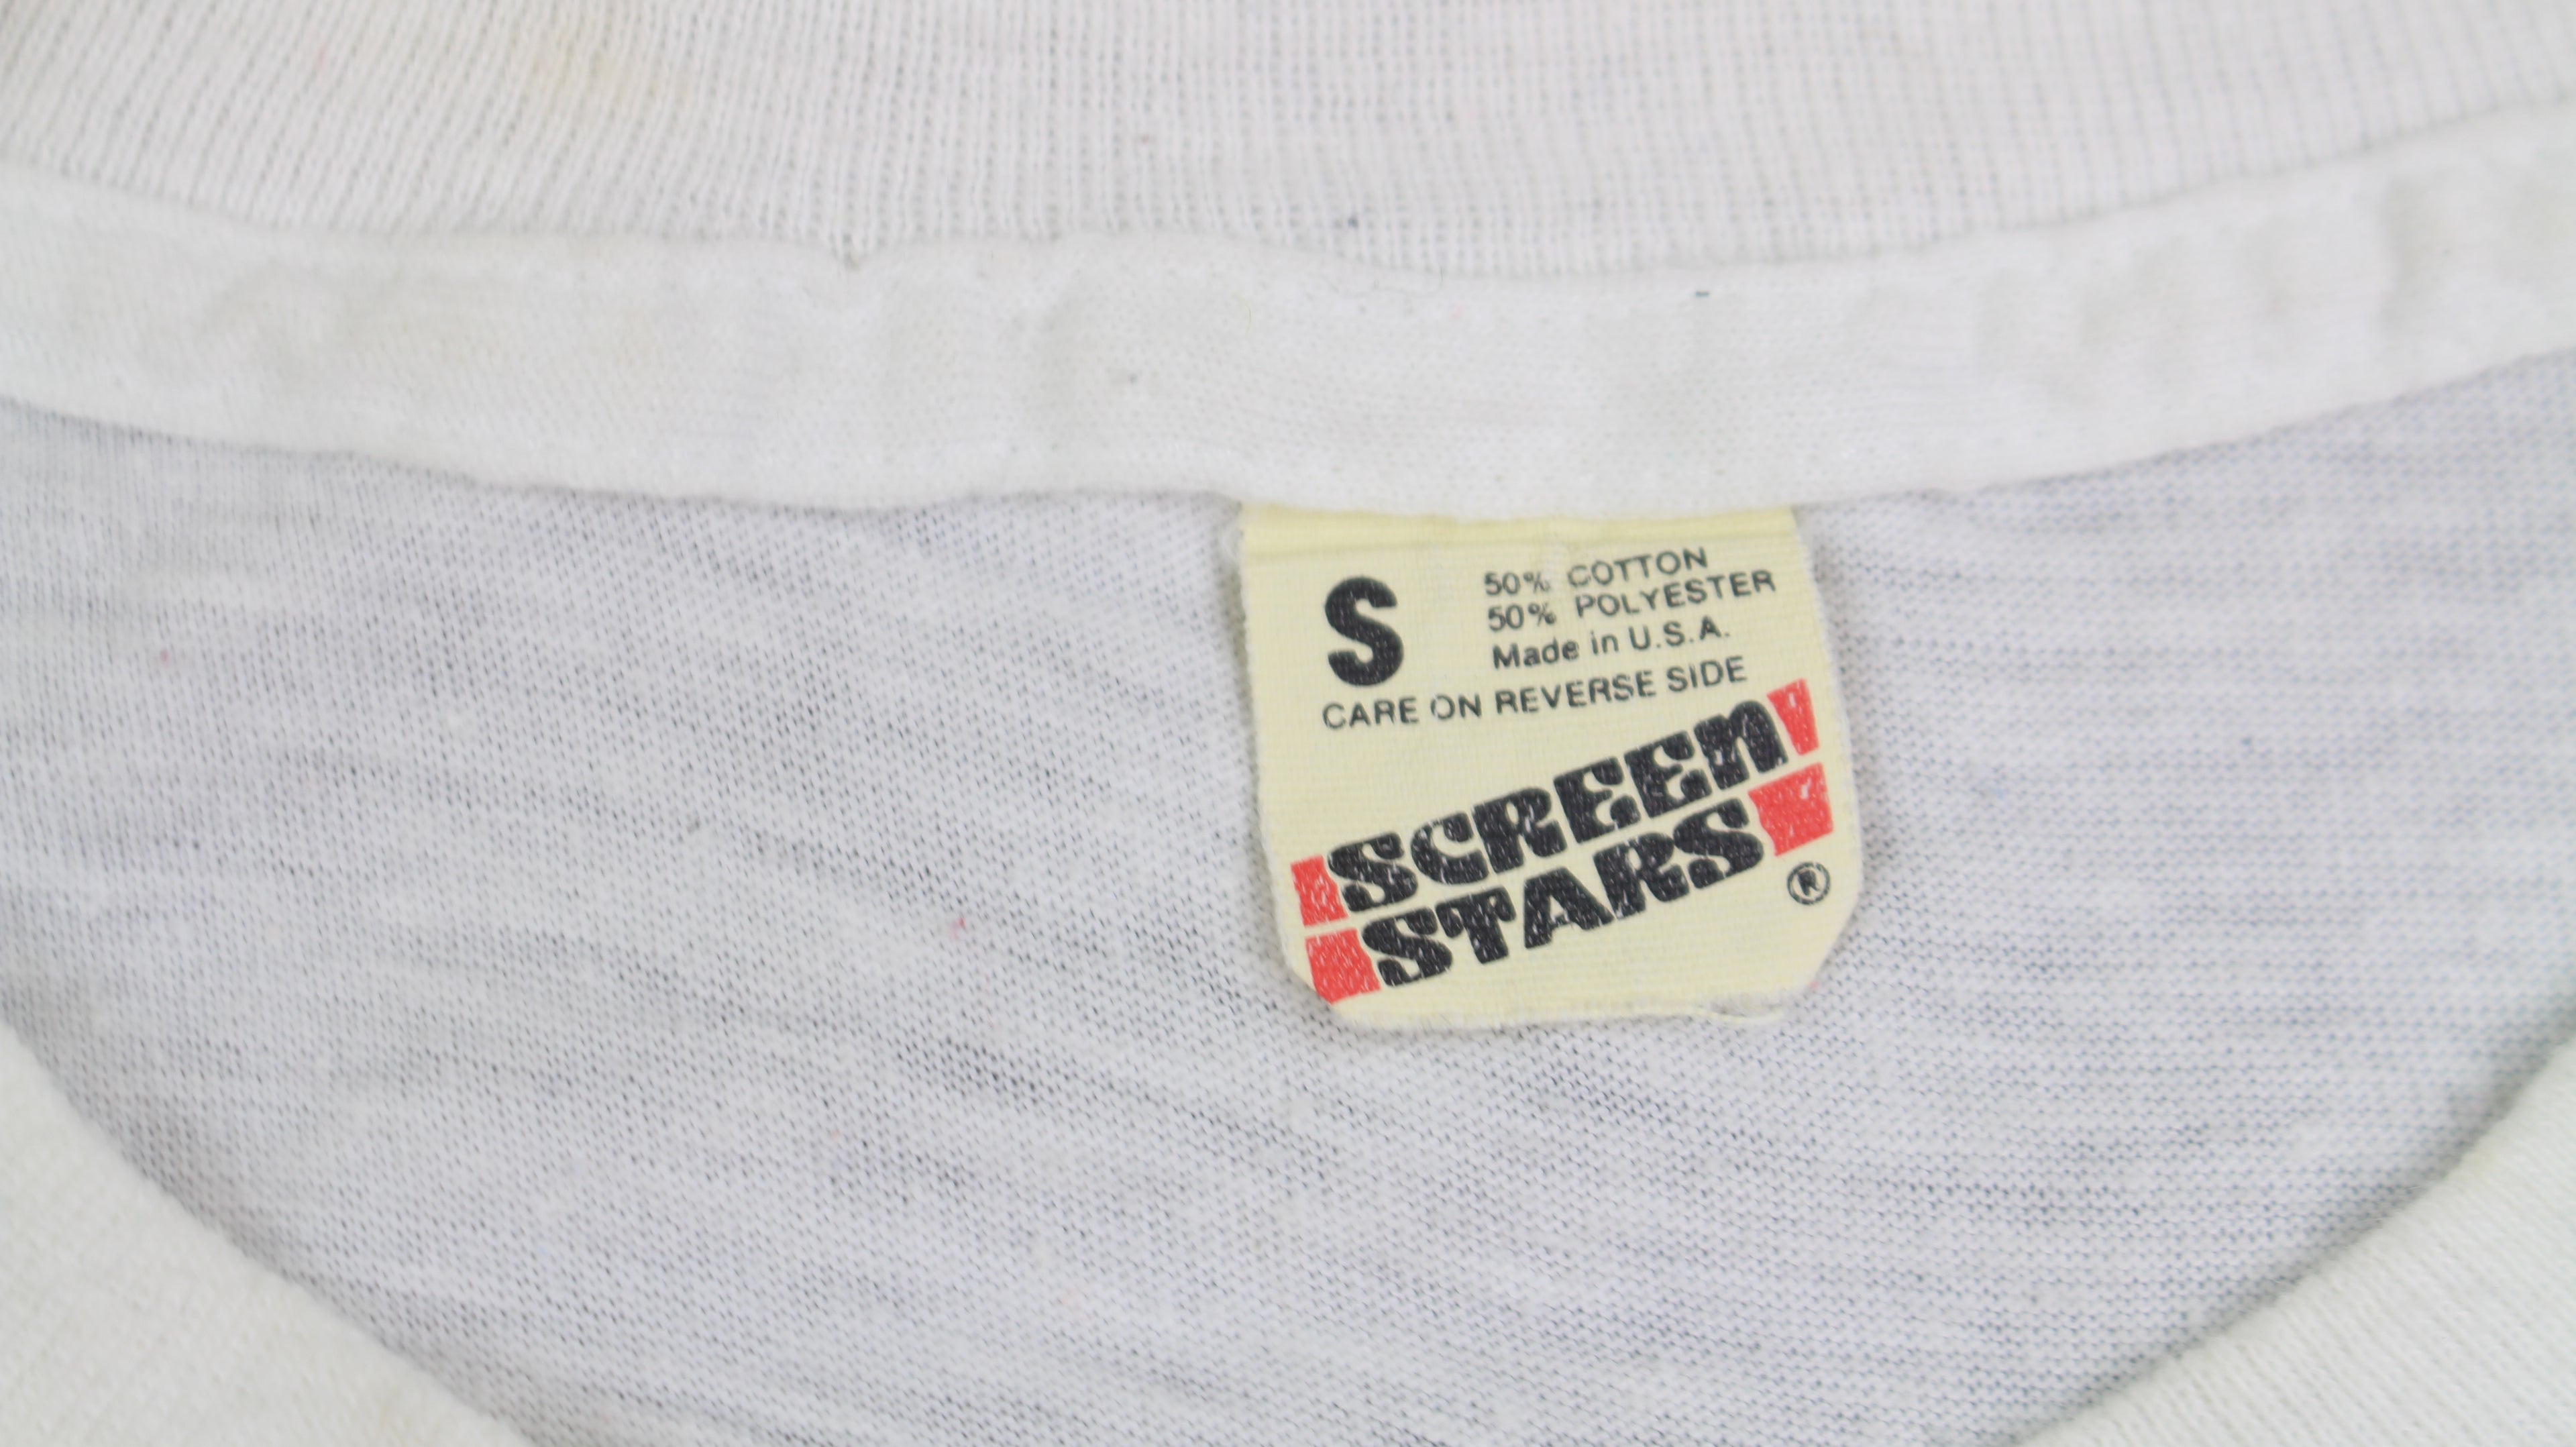 S
50% COTTON
50% POLYESTER
Made in U.S.A.
CARE ON REVERSE SIDE
SCREEN
STARS
®